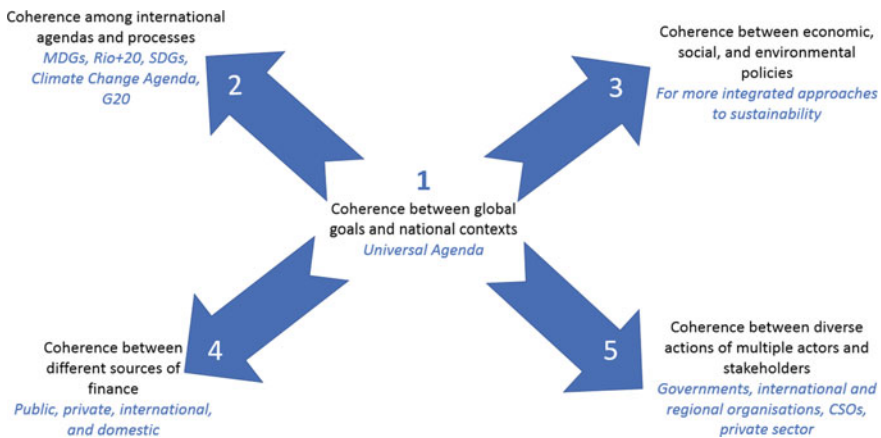 Coherence among international
agendas and processes
MDGs, Rio+20, SDGs,
Climate Change Agenda,
G20
2
Coherence between economic,
social, and environmental
policies
For more integrated approaches
to sustainability
3
1
Coherence between global
goals and national contexts
Universal Agenda
4
Coherence between
different sources of
finance
Public, private, international,
and domestic
5
Coherence between diverse
actions of multiple actors and
stakeholders
Governments, international and
regional organisations, CSOs,
private sector